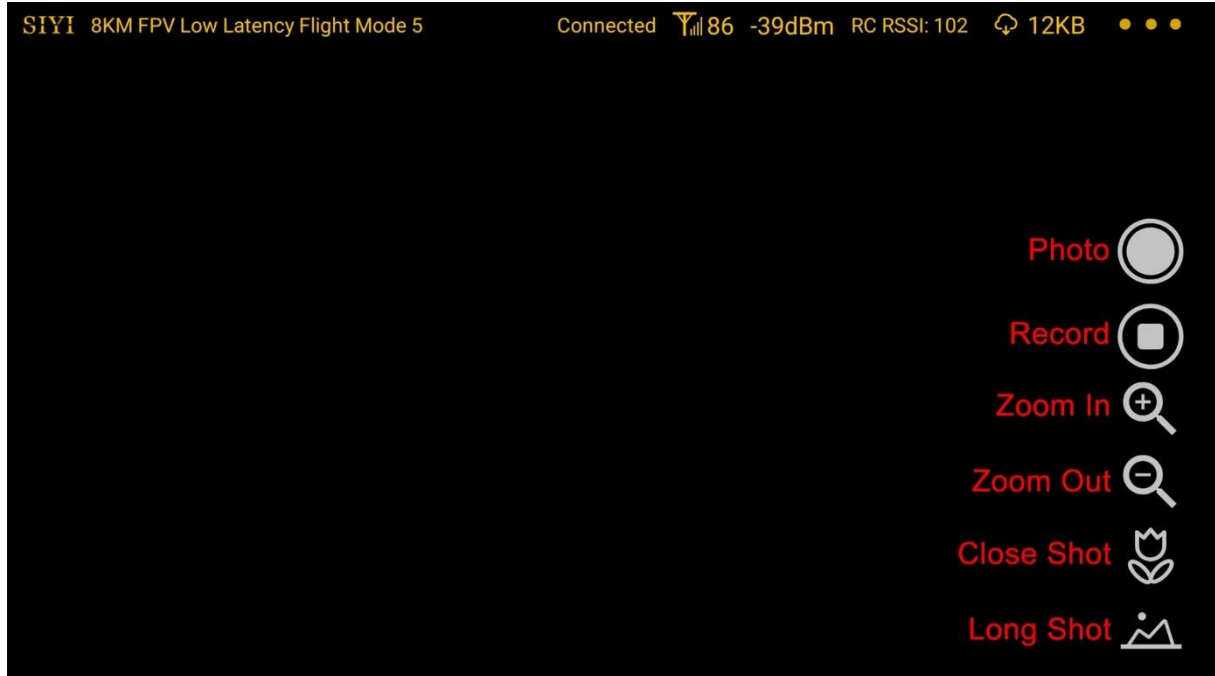 SIYI 8KM FPV Low Latency Flight Mode 5 Connected 86 -39dBm RC RSSI: 102 12KB
Photo
Record
Zoom In
Zoom Out
Close Shot
Long Shot